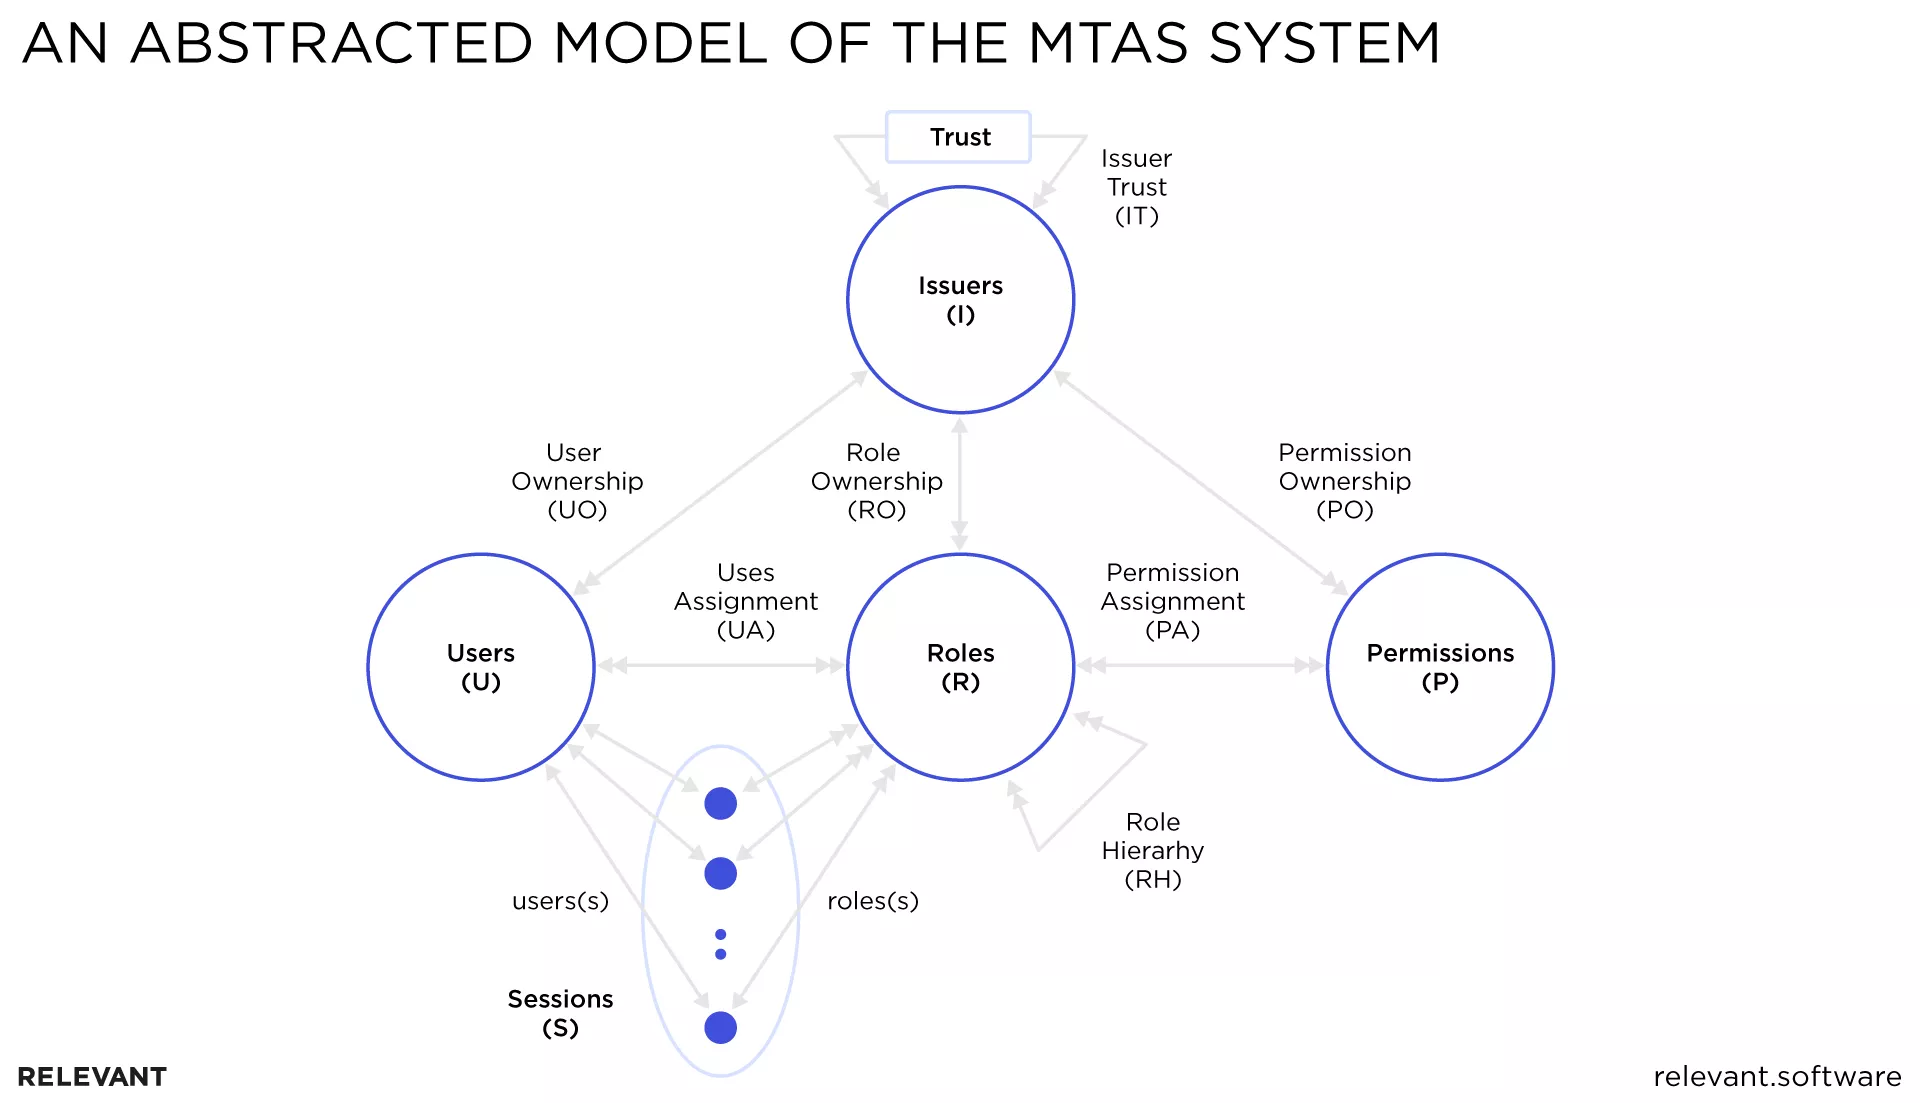 AN ABSTRACTED MODEL OF THE MTAS SYSTEM
Trust
Issuer
Trust
(IT)
Issuers
(I)
User
Ownership
(UO)
Role
Ownership
(RO)
Permission
Ownership
(PO)
Uses
Assignment
(UA)
Permission
Assignment
(PA)
Users
(U)
Roles
(R)
Permissions
(P)
Role
Hierarhy
(RH)
users(s)
roles(s)
Sessions
(S)
RELEVANT
relevant.software